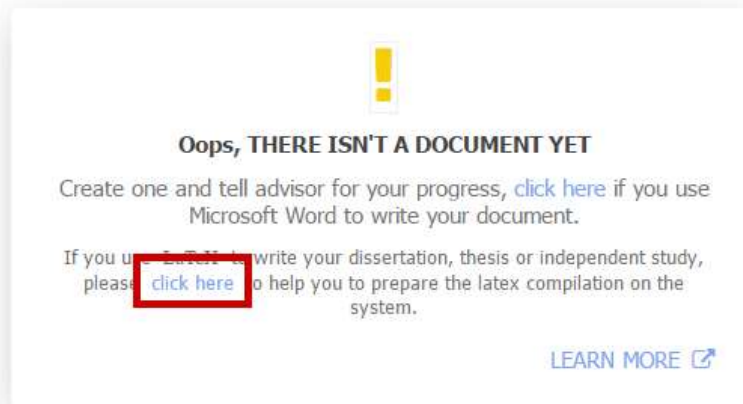 Oops, THERE ISN'T A DOCUMENT YET
Create one and tell advisor for your progress, click here if you use
Microsoft Word to write your document.
If you to write your dissertation, thesis or independent study,
click here to help you to prepare the latex compilation on the
system.
LEARN MORE